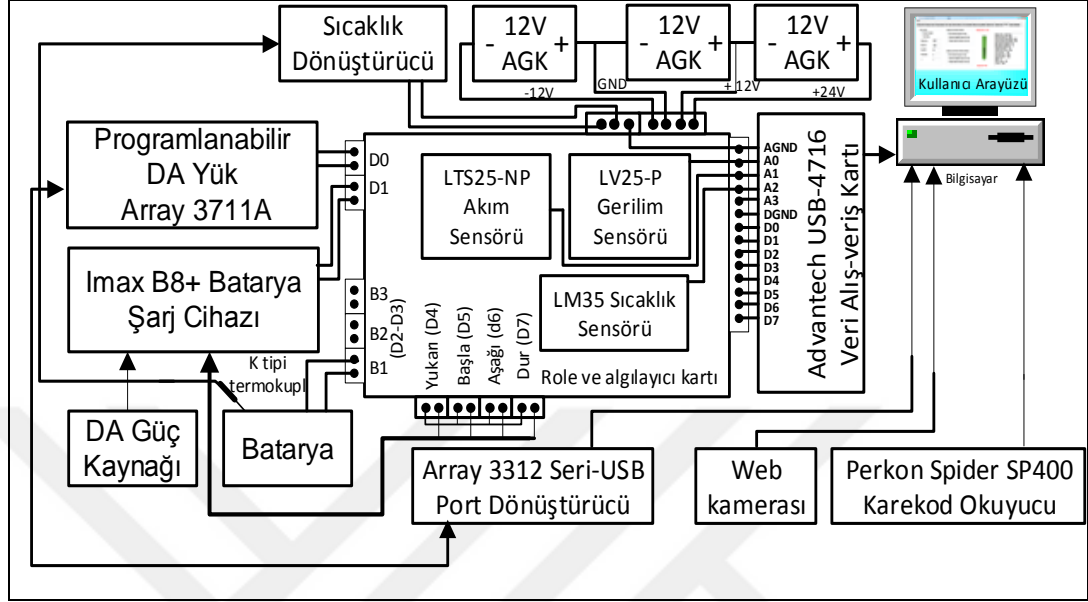 Sıcaklık
Dönüştürücü
12V
- +
AGK
12V
- +
AGK
12V
- +
AGK
-12V
GND
+ 12V
+24V
Kullanıcı Arayüzü
Bilgisayar
Programlanabilir
DA Yük
Array 3711A
D0
D1
Imax B8+ Batarya
Şarj Cihazı
B3
B2
B1
(D2-D3)
LTS25-NP
Akım
Sensörü
LV25-P
Gerilim
Sensörü
LM35 Sıcaklık
Sensörü
AGND
A0
A1
A2
A3
DGND
D0
D1
D2
D3
D4
D5
D6
D7
Advantech USB-4716
Veri Alış-veriş Kartı
Yukarı (D4)
Başla (D5)
Aşağı (d6)
Dur (D7)
Role ve algılayıcı kartı
K tipi
termokupl
DA Güç
Kaynağı
Batarya
Array 3312 Seri-USB
Port Dönüştürücü
Web
kamerası
Perkon Spider SP400
Karekod Okuyucu